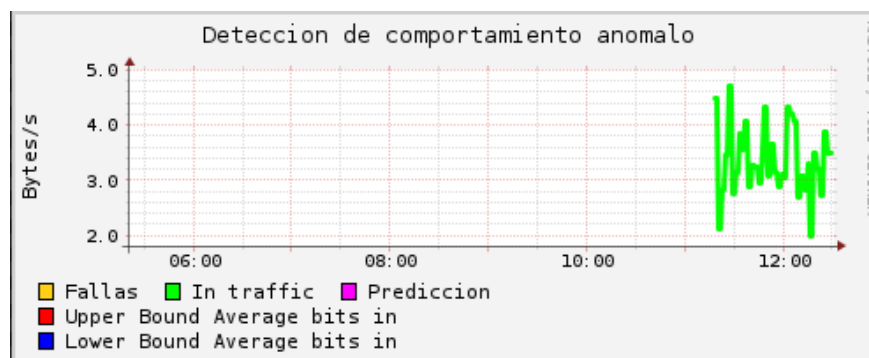 Deteccion de comportamiento anomalo
Bytes/s
5.0
4.0
3.0
2.0
06:00 08:00 10:00 12:00
Fallas In traffic Prediccion
Upper Bound Average bits in
Lower Bound Average bits in